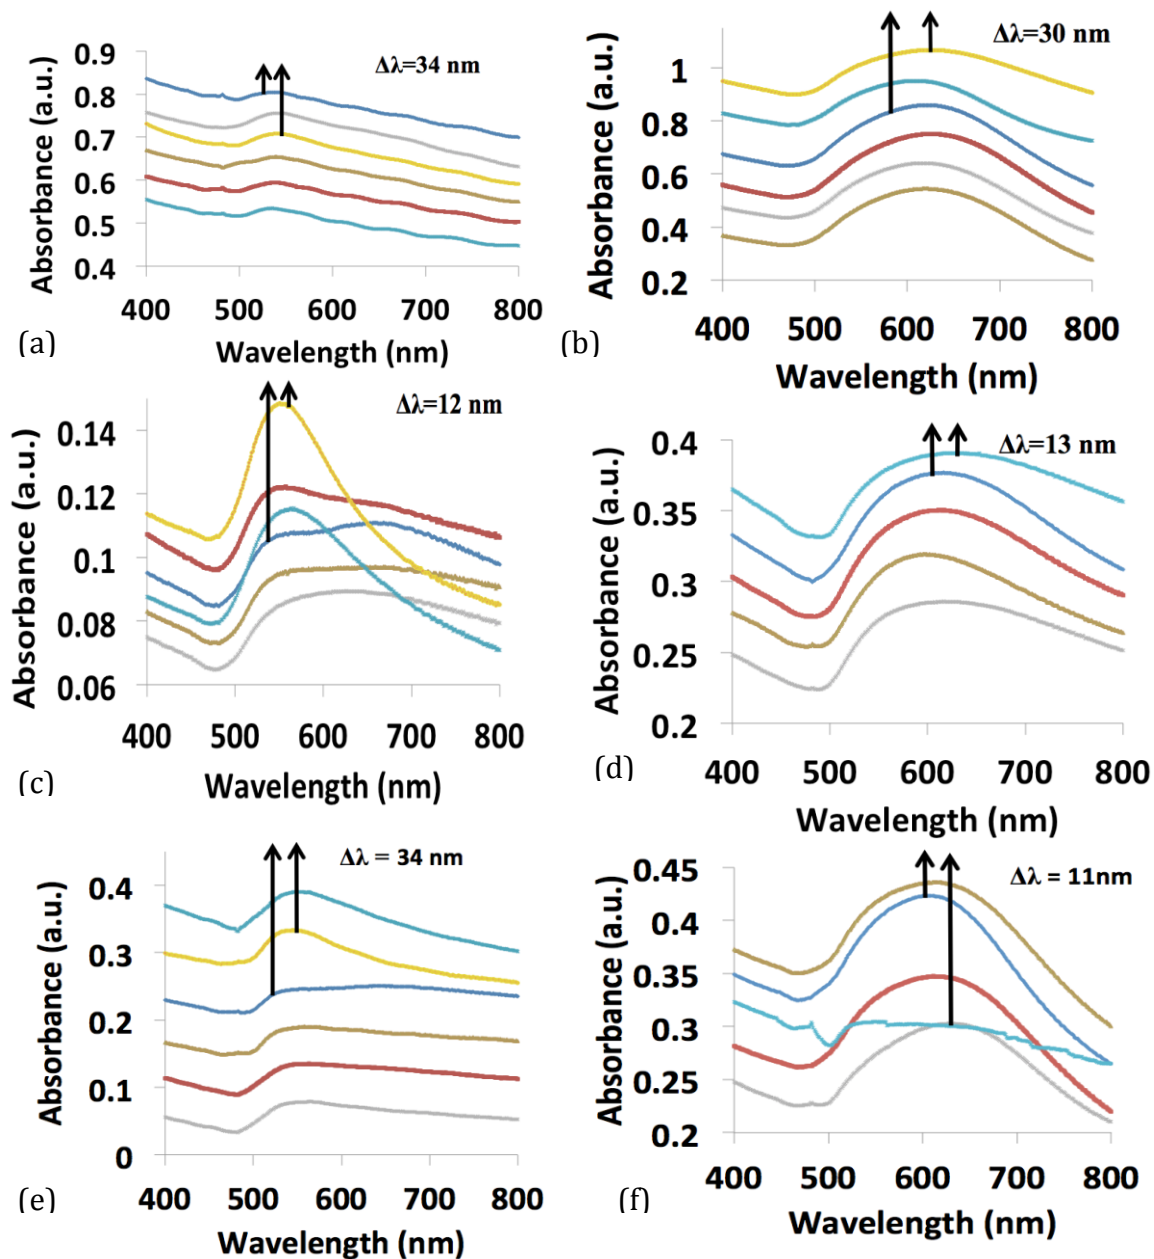 0.9
0.8
0.7
0.6
0.5
0.4
Absorbance (a.u.)
Δλ=34 nm
400 500 600 700 800
Wavelength (nm)
(a)
1
0.8
0.6
0.4
0.2
Absorbance (a.u.)
Δλ=30 nm
400 500 600 700 800
Wavelength (nm)
(b)
0.14
0.12
0.1
0.08
0.06
Absorbance (a.u.)
Δλ=12 nm
400 500 600 700 800
Wavelength (nm)
(c)
0.4
0.35
0.3
0.25
0.2
Absorbance (a.u.)
Δλ=13 nm
400 500 600 700 800
Wavelength (nm)
(d)
0.4
0.3
0.2
0.1
0
Absorbance (a.u.)
Δλ = 34 nm
400 500 600 700 800
Wavelength (nm)
(e)
0.45
0.4
0.35
0.3
0.25
0.2
Absorbance (a.u.)
Δλ = 11nm
400 500 600 700 800
Wavelength (nm)
(f)